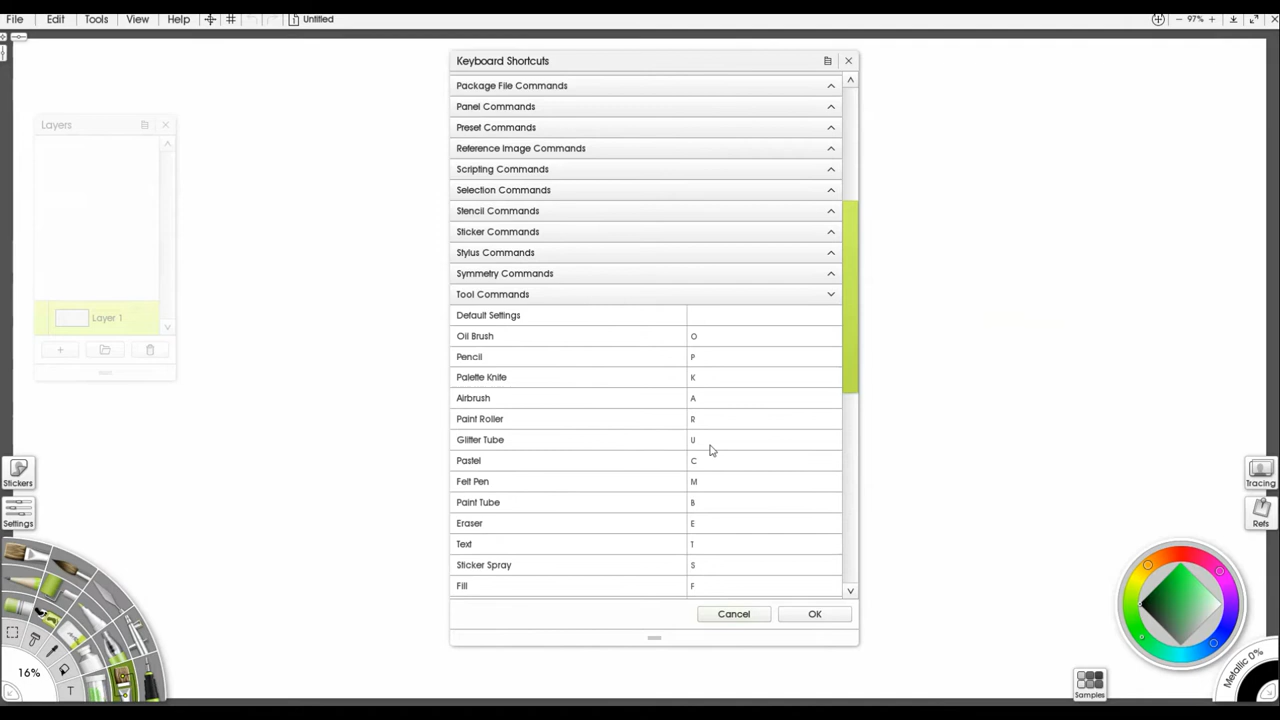 File Edit Tools View Help Untitled 97%
Keyboard Shortcuts
Package File Commands
Panel Commands
Layers
Preset Commands
Reference Image Commands
Scripting Commands
Selection Commands
Stencil Commands
Sticker Commands
Stylus Commands
Symmetry Commands
Tool Commands
Layer 1
Default Settings
Oil Brush O
Pencil P
Palette Knife K
Airbrush A
Paint Roller R
Glitter Tube U
Pastel C
Felt Pen M
Paint Tube B
Eraser E
Text T
Sticker Spray S
Fill F
Cancel OK
Stickers
Settings
Tracing
Refs
16%
T
Samples
Metallic 0%